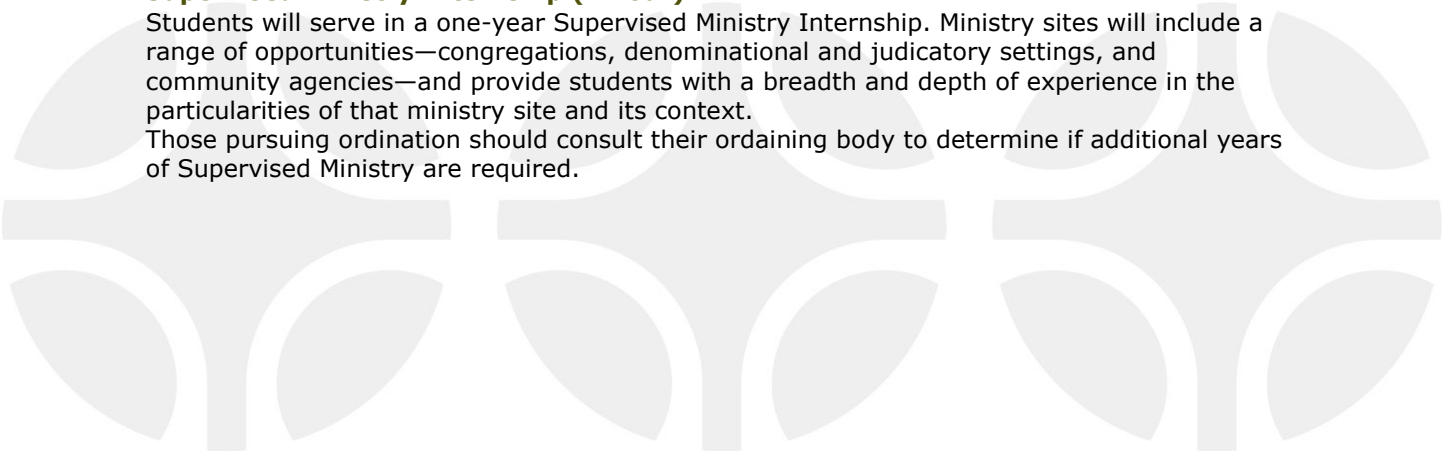 Students will serve in a one-year Supervised Ministry Internship. Ministry sites will include a
range of opportunities—congregations, denominational and judicatory settings, and
community agencies—and provide students with a breadth and depth of experience in the
particularities of that ministry site and its context.
Those pursuing ordination should consult their ordaining body to determine if additional years
of Supervised Ministry are required.